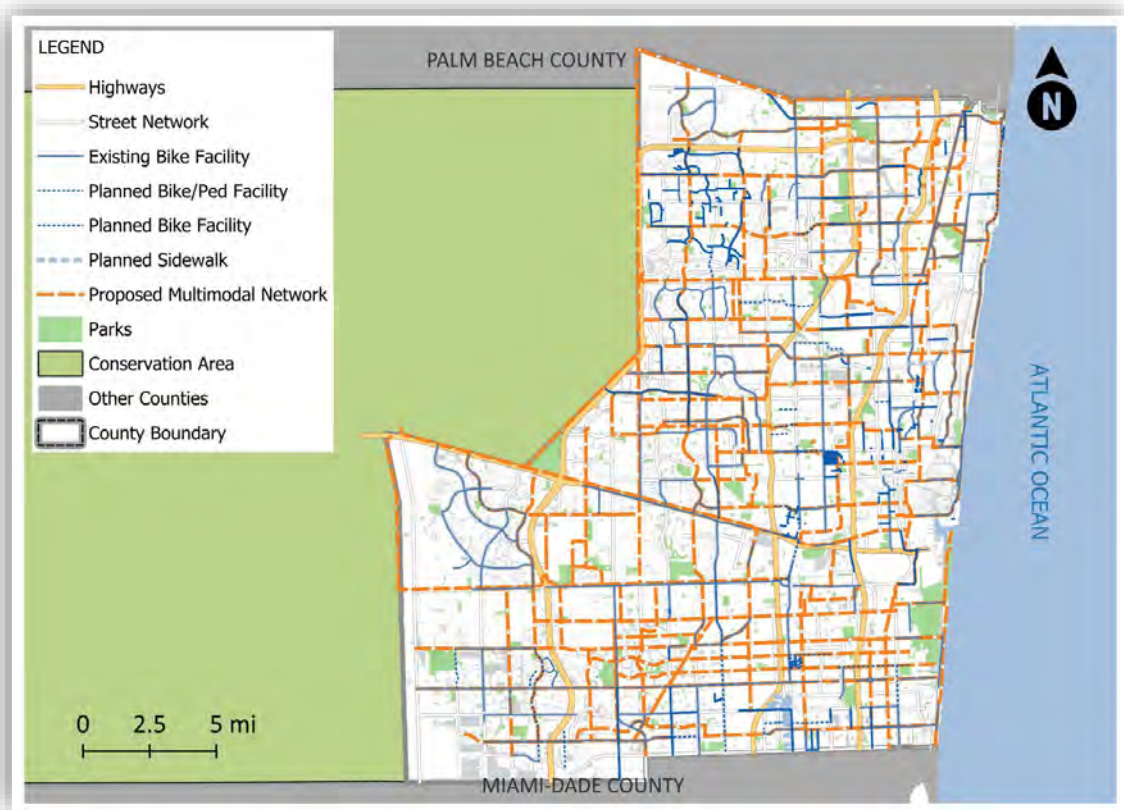 LEGEND
Highways
Street Network
Existing Bike Facility
Planned Bike/Ped Facility
Planned Bike Facility
Planned Sidewalk
Proposed Multimodal Network
Parks
Conservation Area
Other Counties
County Boundary
PALM BEACH COUNTY
N
ATLANTIC OCEAN
0 2.5 5 mi
MIAMI-DADE COUNTY